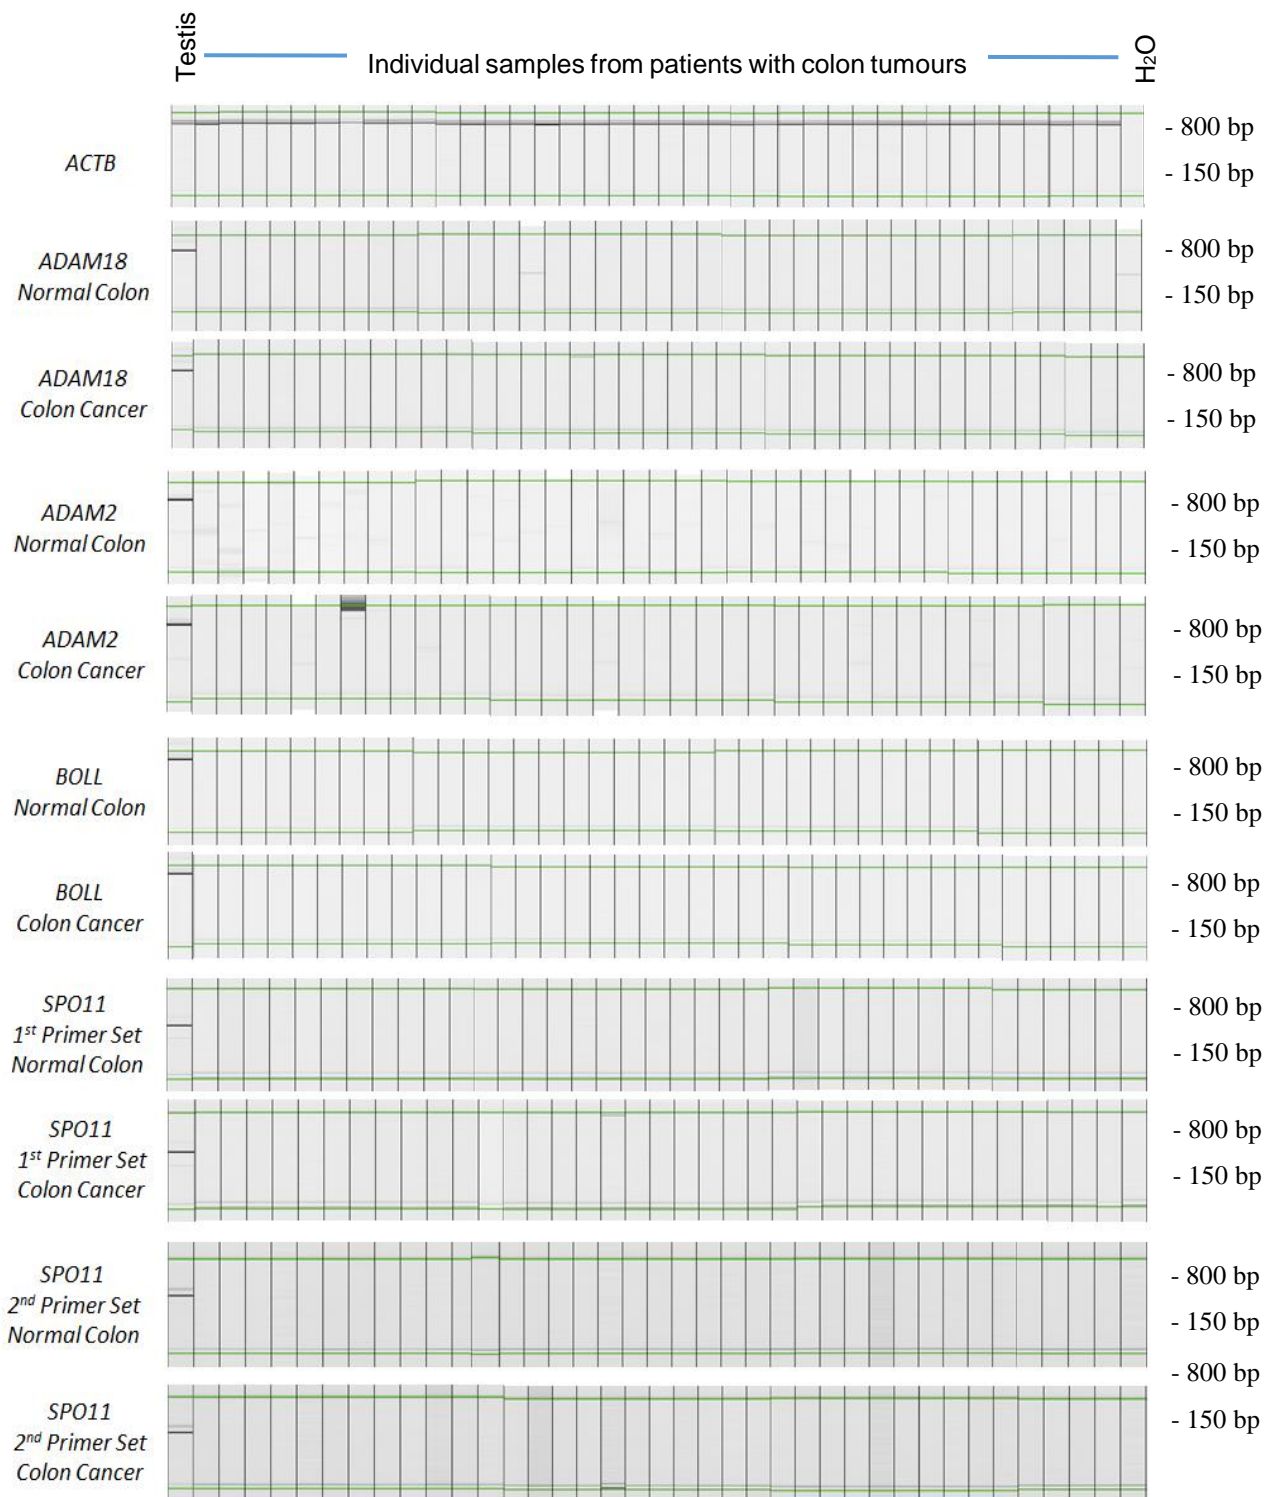 Testis
Individual samples from patients with colon tumours
H₂O
ACTB
- 800 bp
- 150 bp
ADAM18
Normal Colon
- 800 bp
- 150 bp
ADAM18
Colon Cancer
- 800 bp
- 150 bp
ADAM2
Normal Colon
- 800 bp
- 150 bp
ADAM2
Colon Cancer
- 800 bp
- 150 bp
BOLL
Normal Colon
- 800 bp
- 150 bp
BOLL
Colon Cancer
- 800 bp
- 150 bp
SPO11
1st Primer Set
Normal Colon
- 800 bp
- 150 bp
SPO11
1st Primer Set
Colon Cancer
- 800 bp
- 150 bp
SPO11
2nd Primer Set
Normal Colon
- 800 bp
- 150 bp
SPO11
2nd Primer Set
Colon Cancer
- 800 bp
- 150 bp